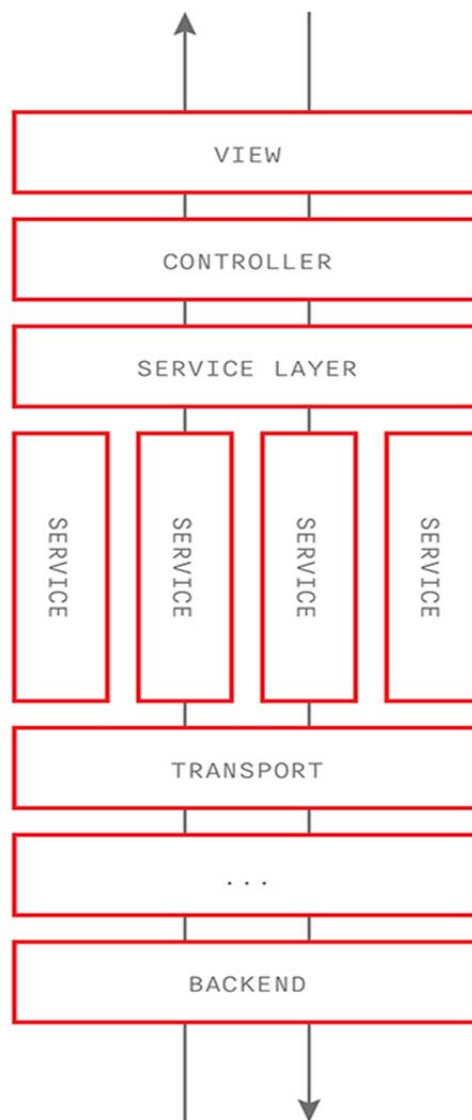 VIEW
CONTROLLER
SERVICE LAYER
SERVICE
SERVICE
SERVICE
SERVICE
TRANSPORT
...
BACKEND